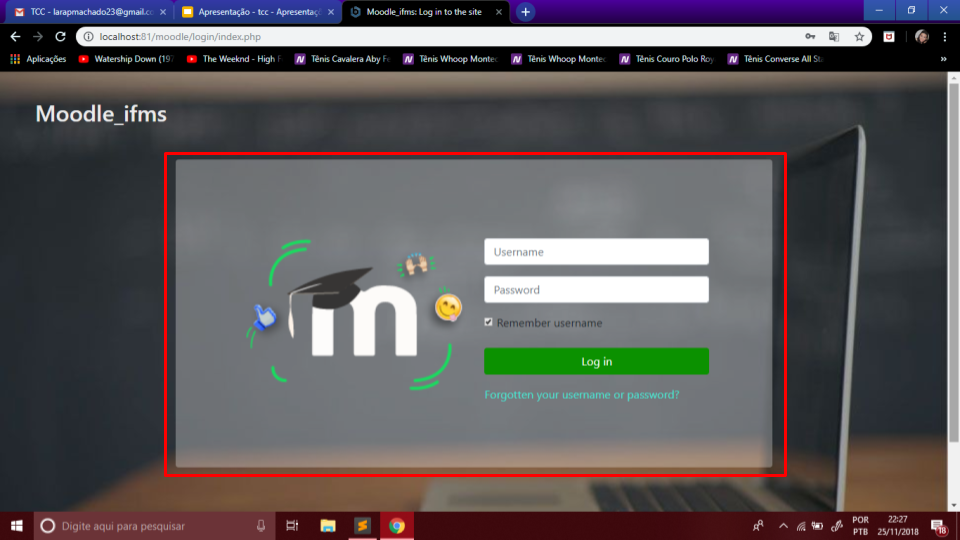 TCC - larapmachado23@gmail.co
Apresentação - tcc - Apresentaç
Moodle_ifms: Log in to the site
localhost:81/moodle/login/index.php
Aplicações
Watership Down (197
The Weeknd - High F
Tênis Cavalera Aby Fe
Tênis Whoop Montec
Tênis Whoop Montec
Tênis Couro Polo Roy
Tênis Converse All Sta
Moodle_ifms
m
Username
Password
Remember username
Log in
Forgotten your username or password?
Digite aqui para pesquisar
POR
PTB
22:27
25/11/2018
18